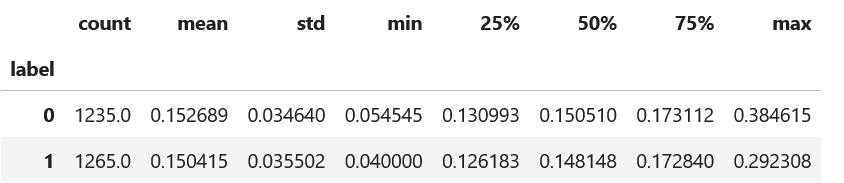 count mean std min 25% 50% 75% max
label
0 1235.0 0.152689 0.034640 0.054545 0.130993 0.150510 0.173112 0.384615
1 1265.0 0.150415 0.035502 0.040000 0.126183 0.148148 0.172840 0.292308